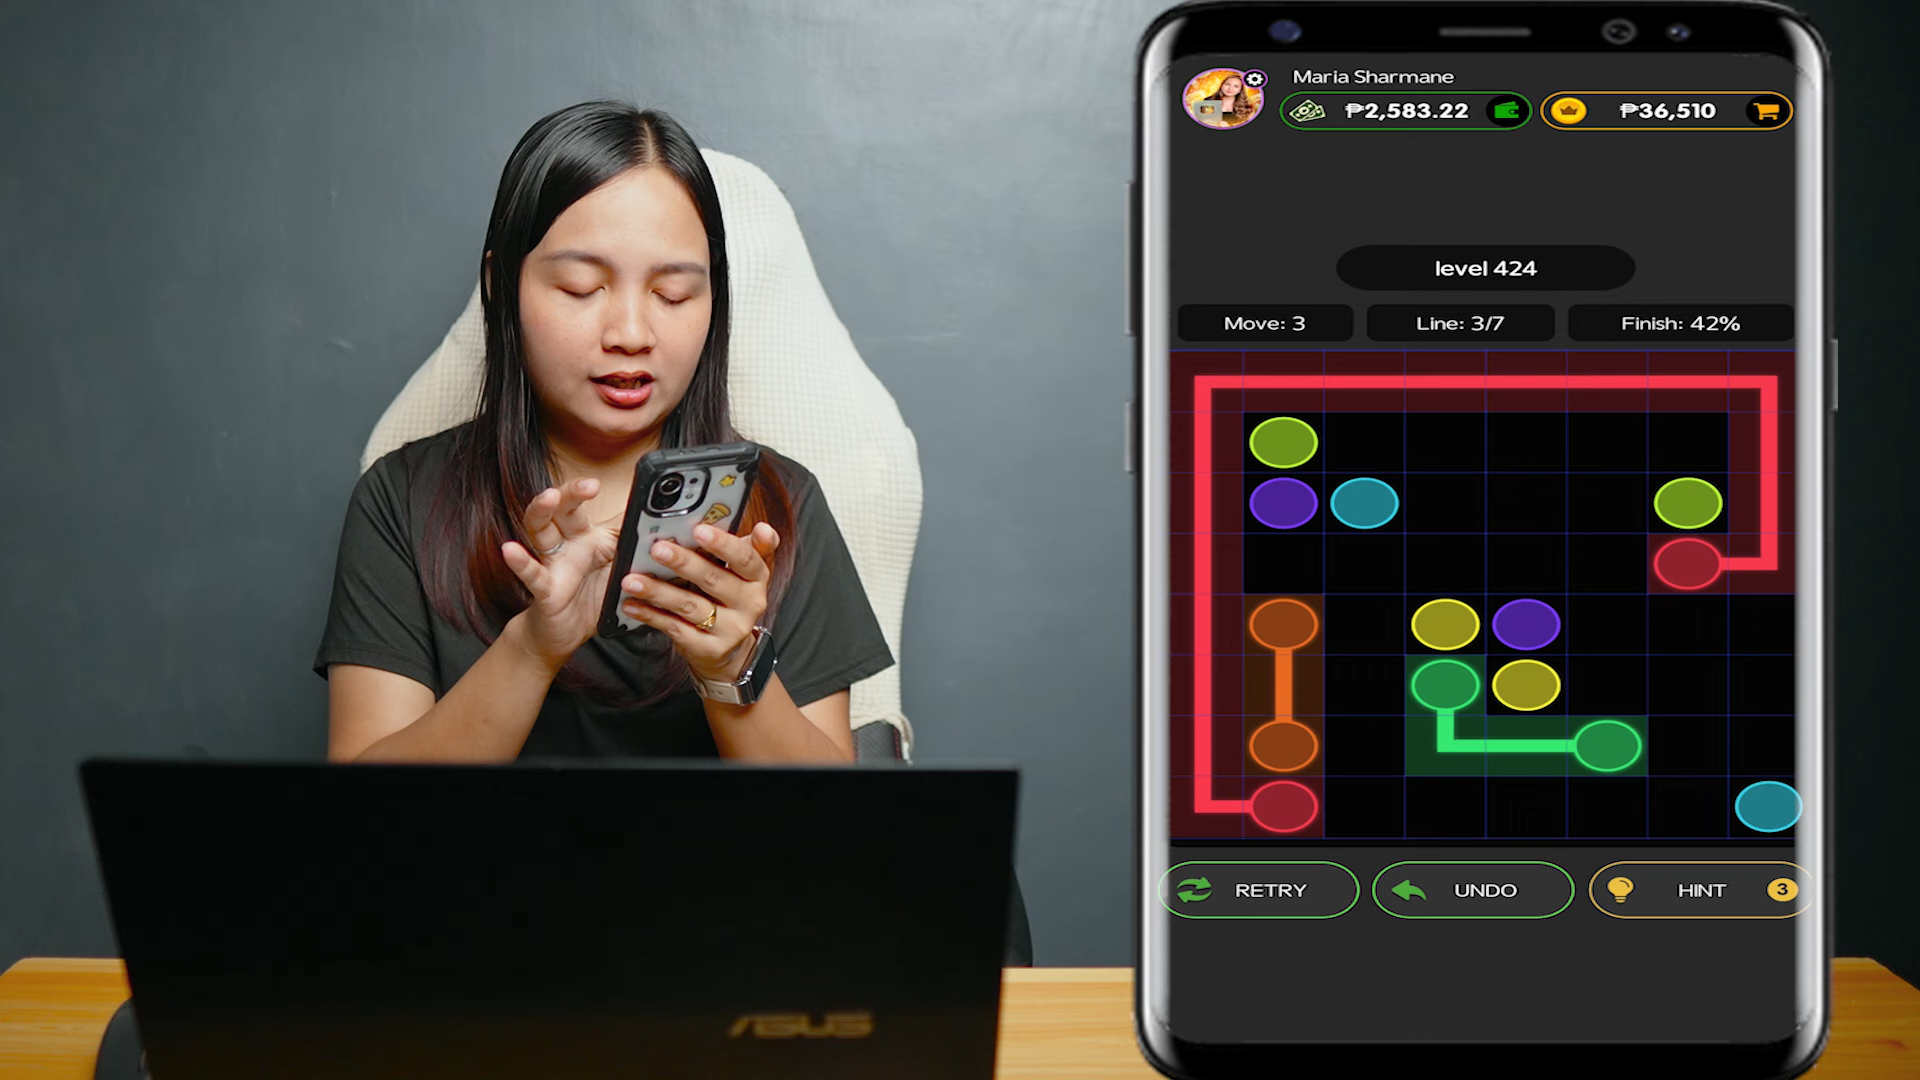 Maria Sharmane
₱2,583.22
₱36,510
level 424
Move: 3
Line: 3/7
Finish: 42%
RETRY
UNDO
HINT
3
ASUS